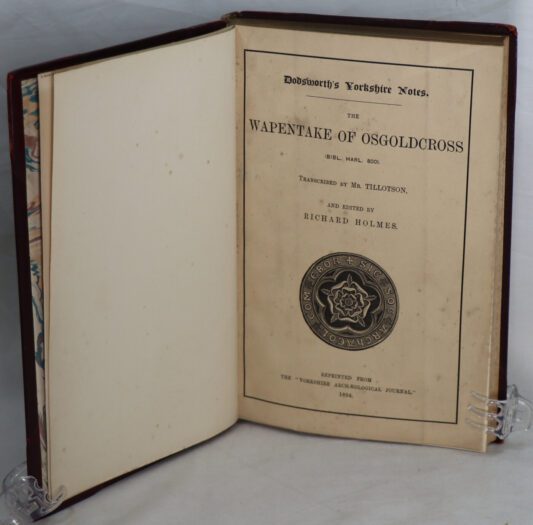 Dodsworth's Yorkshire Notes.
THE
WAPENTAKE OF OSGOLDCROSS
(BIBL. HARL. 800).
TRANSCRIBED BY MR. TILLOTSON,
AND EDITED BY
RICHARD HOLMES.
REPRINTED FROM
THE "YORKSHIRE ARCHÆOLOGICAL JOURNAL,"
1894.